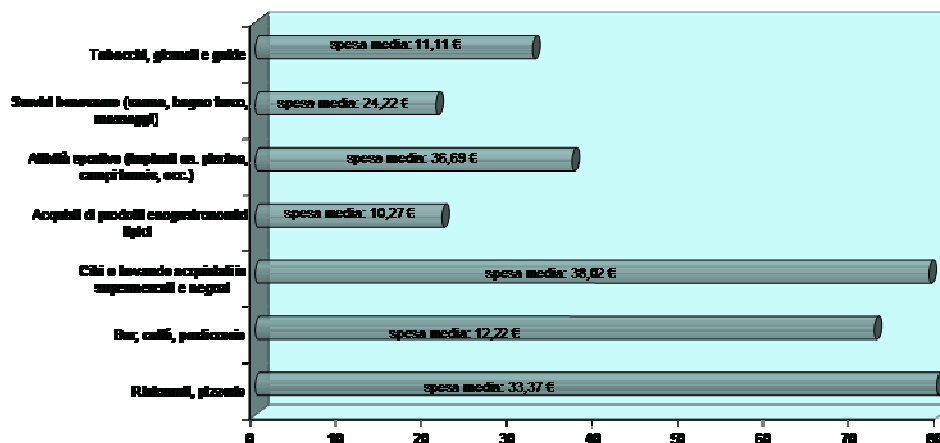 spesa media: 11,11 €
Tabacchi, giornali e guide
spesa media: 24,22 €
Servizi benessere (sauna, bagno turco,
massaggi)
spesa media: 36,69 €
Attività sportive (impianti es. piscine,
campi tennis, ecc.)
spesa media: 10,27 €
Acquisti di prodotti enogastronomici
tipici
spesa media: 38,02 €
Cibi e bevande acquistati in
supermercati e negozi
spesa media: 12,22 €
Bar, caffè, pasticcerie
spesa media: 33,37 €
Ristoranti, pizzerie
0 10 20 30 40 50 60 70 80